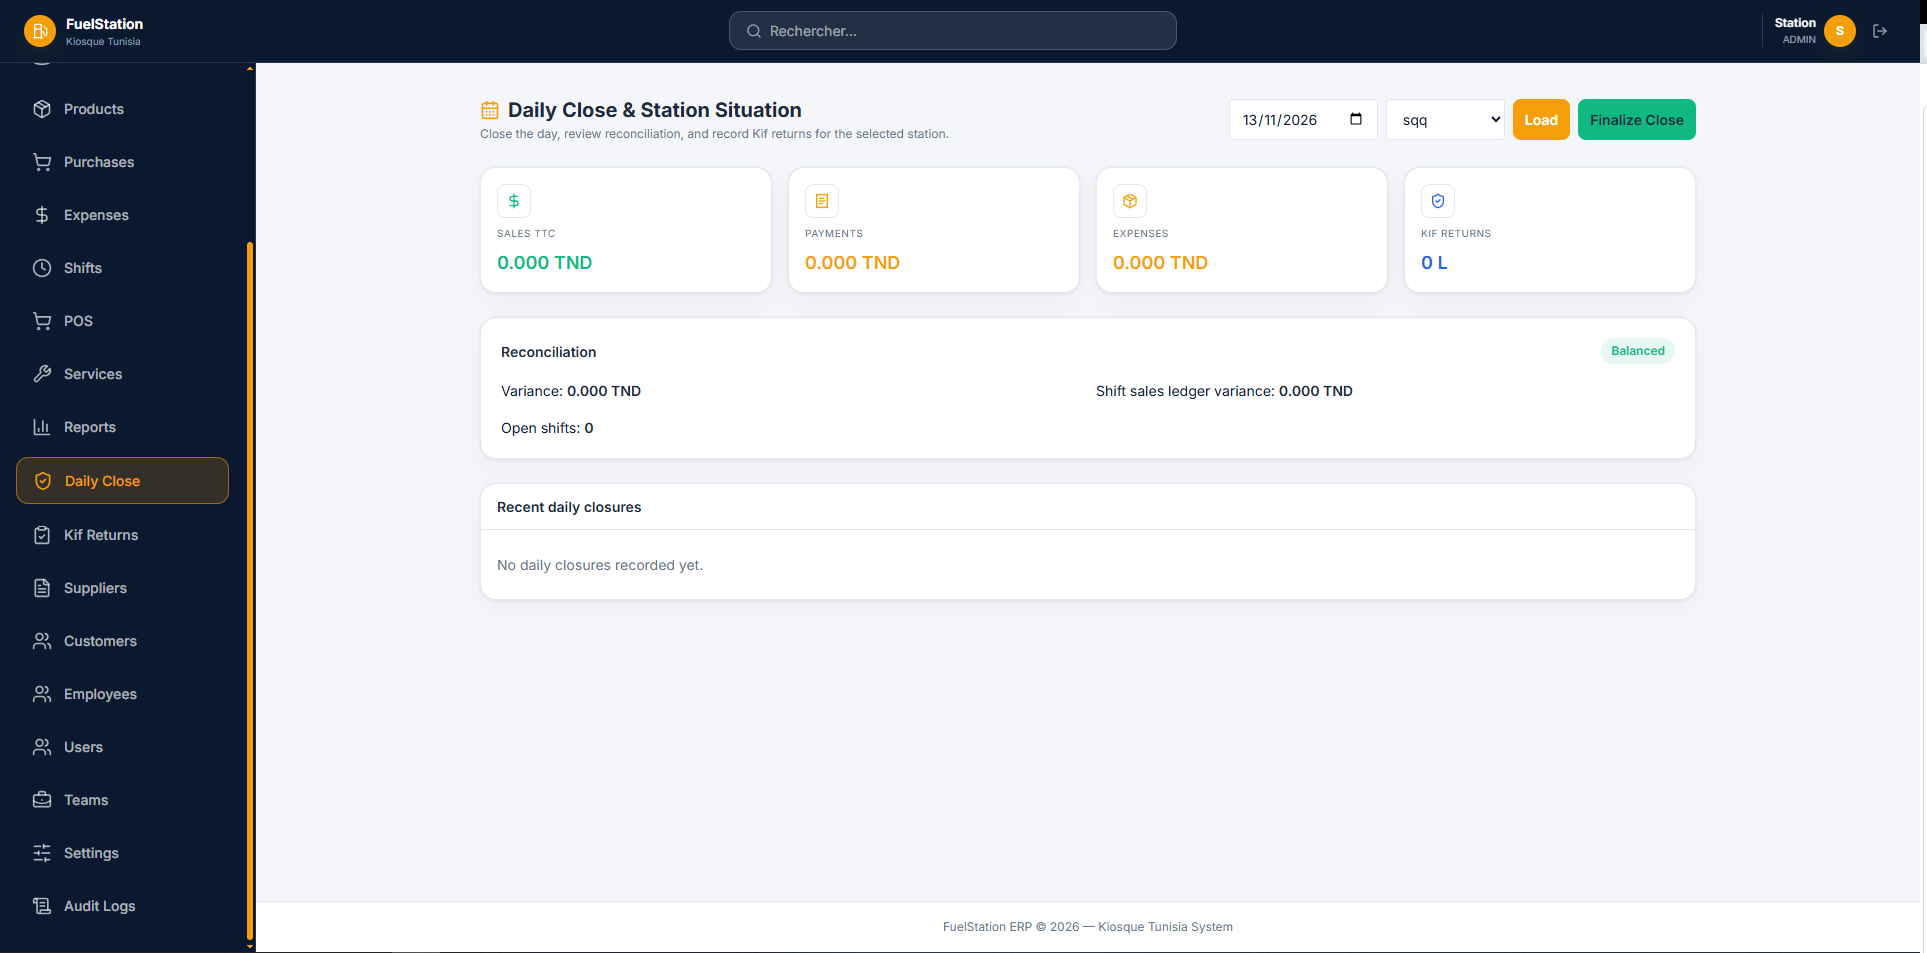 FuelStation
Kiosque Tunisia
Rechercher...
Station
ADMIN
S
Products
Purchases
Expenses
Shifts
POS
Services
Reports
Daily Close
Kif Returns
Suppliers
Customers
Employees
Users
Teams
Settings
Audit Logs
Daily Close & Station Situation
Close the day, review reconciliation, and record Kif returns for the selected station.
13/11/2026
sqq
Load
Finalize Close
SALES TTC
0.000 TND
PAYMENTS
0.000 TND
EXPENSES
0.000 TND
KIF RETURNS
0 L
Reconciliation
Balanced
Variance: 0.000 TND
Shift sales ledger variance: 0.000 TND
Open shifts: 0
Recent daily closures
No daily closures recorded yet.
FuelStation ERP © 2026 — Kiosque Tunisia System